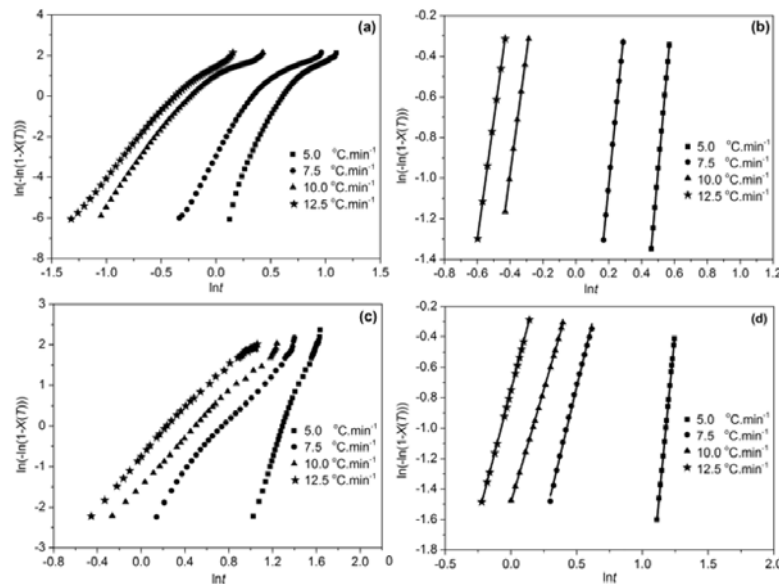 (a)
4
2
0
-2
-4
-6
-8
ln(-ln(1-X(T)))
5.0 °C.min-1
7.5 °C.min-1
10.0 °C.min-1
12.5 °C.min-1
-1.5 -1.0 -0.5 0.0 0.5 1.0 1.5
lnt
(b)
-0.2
-0.4
-0.6
-0.8
-1.0
-1.2
-1.4
ln(-ln(1-X(T)))
5.0 °C.min-1
7.5 °C.min-1
10.0 °C.min-1
12.5 °C.min-1
-0.8 -0.6 -0.4 -0.2 0.0 0.2 0.4 0.6 0.8 1.0 1.2
lnt
(c)
3
2
1
0
-1
-2
-3
ln(-ln(1-X(T)))
5.0 °C.min-1
7.5 °C.min-1
10.0 °C.min-1
12.5 °C.min-1
-0.8 -0.4 0.0 0.4 0.8 1.2 1.6 2.0 0
lnt
(d)
-0.2
-0.4
-0.6
-0.8
-1.0
-1.2
-1.4
-1.6
-1.8
ln(-ln(1-X(T)))
5.0 °C.min-1
7.5 °C.min-1
10.0 °C.min-1
12.5 °C.min-1
-0.5 0.0 0.5 1.0 1.5 2.0
lnt